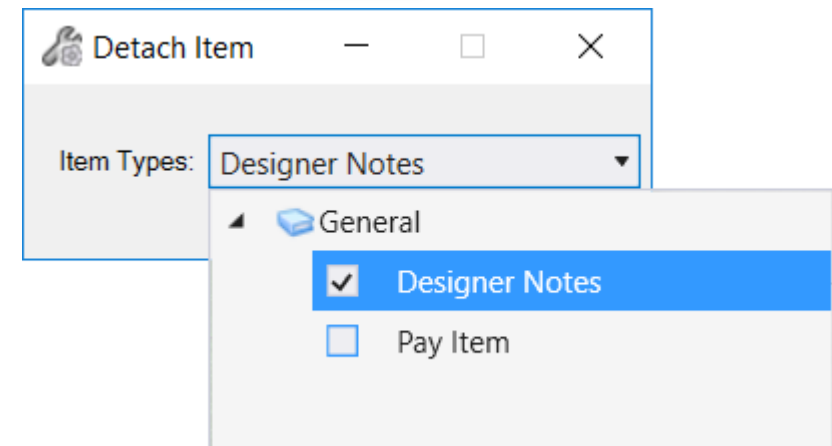 Detach Item
Item Types: Designer Notes
General
Designer Notes
Pay Item